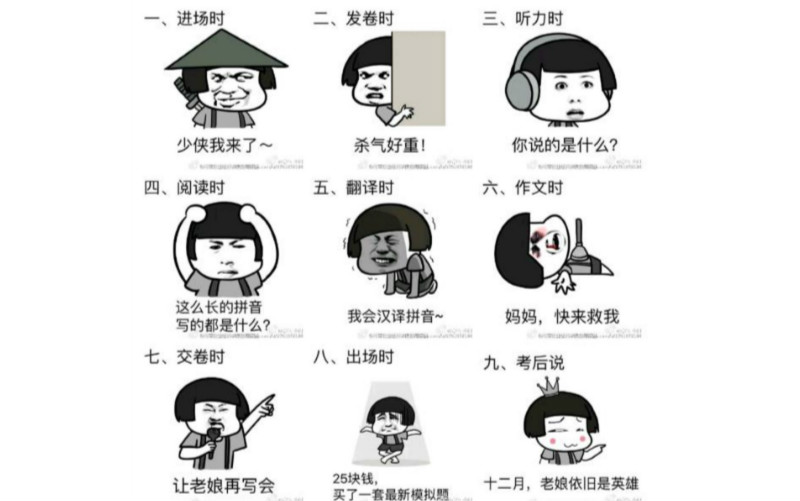 一、进场时
二、发卷时
三、听力时
少侠我来了～
杀气好重！
你说的是什么？
四、阅读时
五、翻译时
六、作文时
这么长的拼音
写的都是什么？
我会汉译拼音~
妈妈，快来救我
七、交卷时
八、出场时
九、考后说
让老娘再写会
25块钱，
买了一套最新模拟题
十二月，老娘依旧是英雄